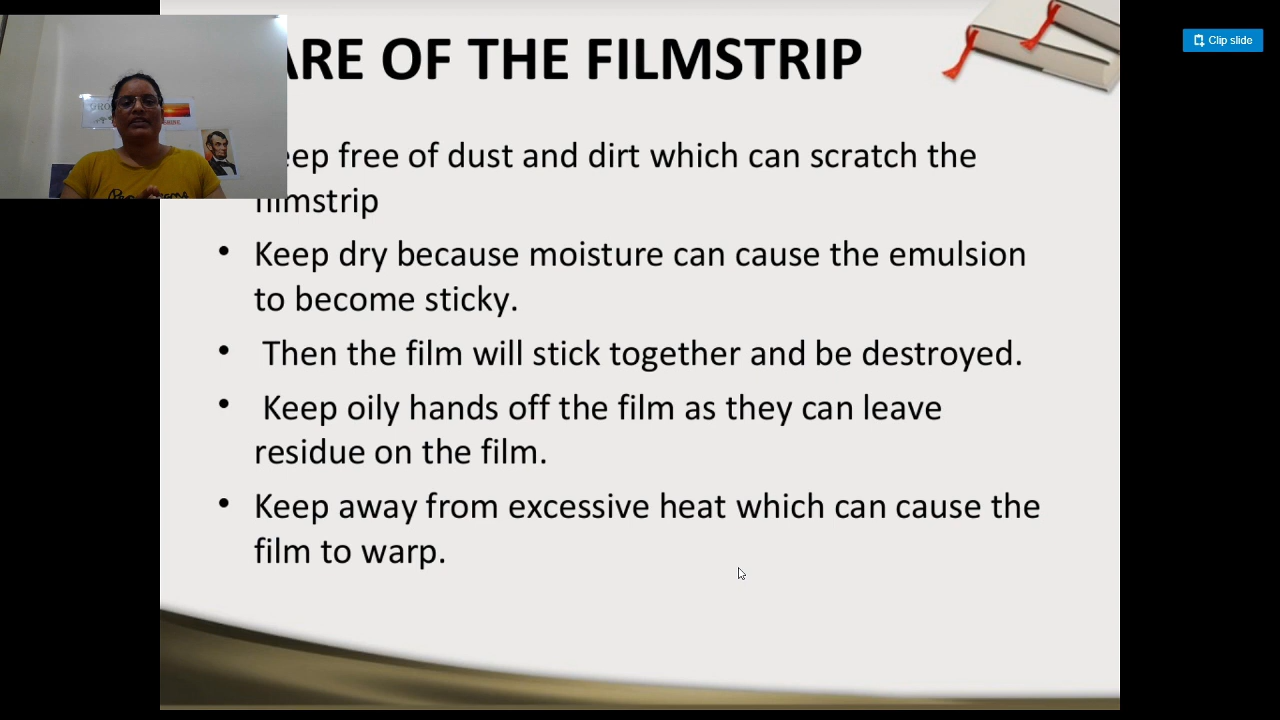 ARE OF THE FILMSTRIP
eep free of dust and dirt which can scratch the
filmstrip
• Keep dry because moisture can cause the emulsion
to become sticky.
• Then the film will stick together and be destroyed.
• Keep oily hands off the film as they can leave
residue on the film.
• Keep away from excessive heat which can cause the
film to warp.
Clip slide